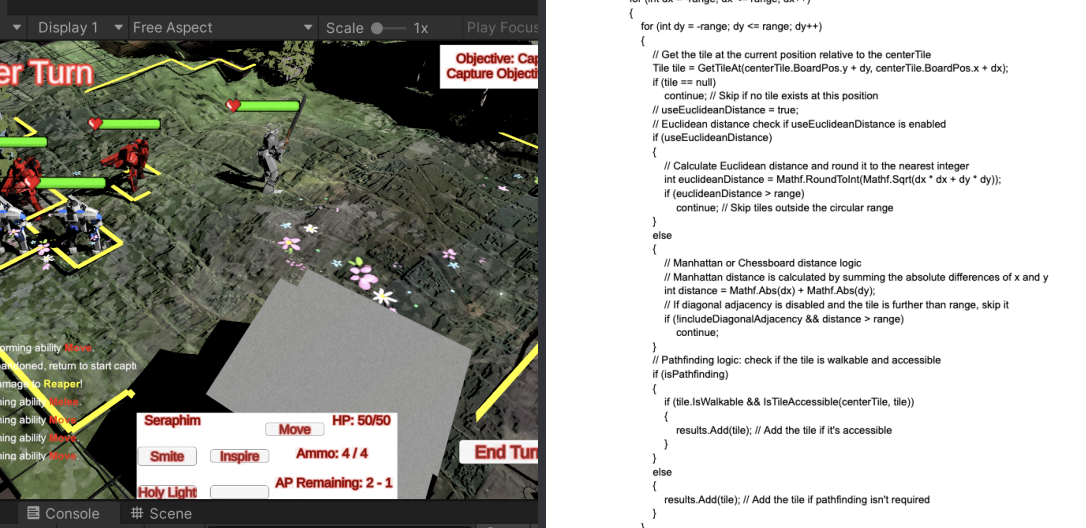 Display 1
Free Aspect
Scale
1x
Play Focus
er Turn
Objective: Cap
Capture Objecti
orming ability Move.
andoned, return to start captu
amage to Reaper!
ning ability Move.
ning ability Move.
ning ability Move.
ning ability Move.
Seraphim
HP: 50/50
Move
Smite
Inspire
Ammo: 4 / 4
Holy Light
AP Remaining: 2 - 1
End Turn
Console
Scene
for (int dx = -range; dx <= range; dx++)
{
for (int dy = -range; dy <= range; dy++)
{
// Get the tile at the current position relative to the centerTile
Tile tile = GetTileAt(centerTile.BoardPos.y + dy, centerTile.BoardPos.x + dx);
if (tile == null)
continue; // Skip if no tile exists at this position
// useEuclideanDistance = true;
// Euclidean distance check if useEuclideanDistance is enabled
if (useEuclideanDistance)
{
// Calculate Euclidean distance and round it to the nearest integer
int euclideanDistance = Mathf.RoundToInt(Mathf.Sqrt(dx * dx + dy * dy));
if (euclideanDistance > range)
continue; // Skip tiles outside the circular range
}
else
{
// Manhattan or Chessboard distance logic
// Manhattan distance is calculated by summing the absolute differences of x and y
int distance = Mathf.Abs(dx) + Mathf.Abs(dy);
// If diagonal adjacency is disabled and the tile is further than range, skip it
if (!includeDiagonalAdjacency && distance > range)
continue;
}
// Pathfinding logic: check if the tile is walkable and accessible
if (isPathfinding)
{
if (tile.IsWalkable && IsTileAccessible(centerTile, tile))
{
results.Add(tile); // Add the tile if it's accessible
}
}
else
{
results.Add(tile); // Add the tile if pathfinding isn't required
}
}